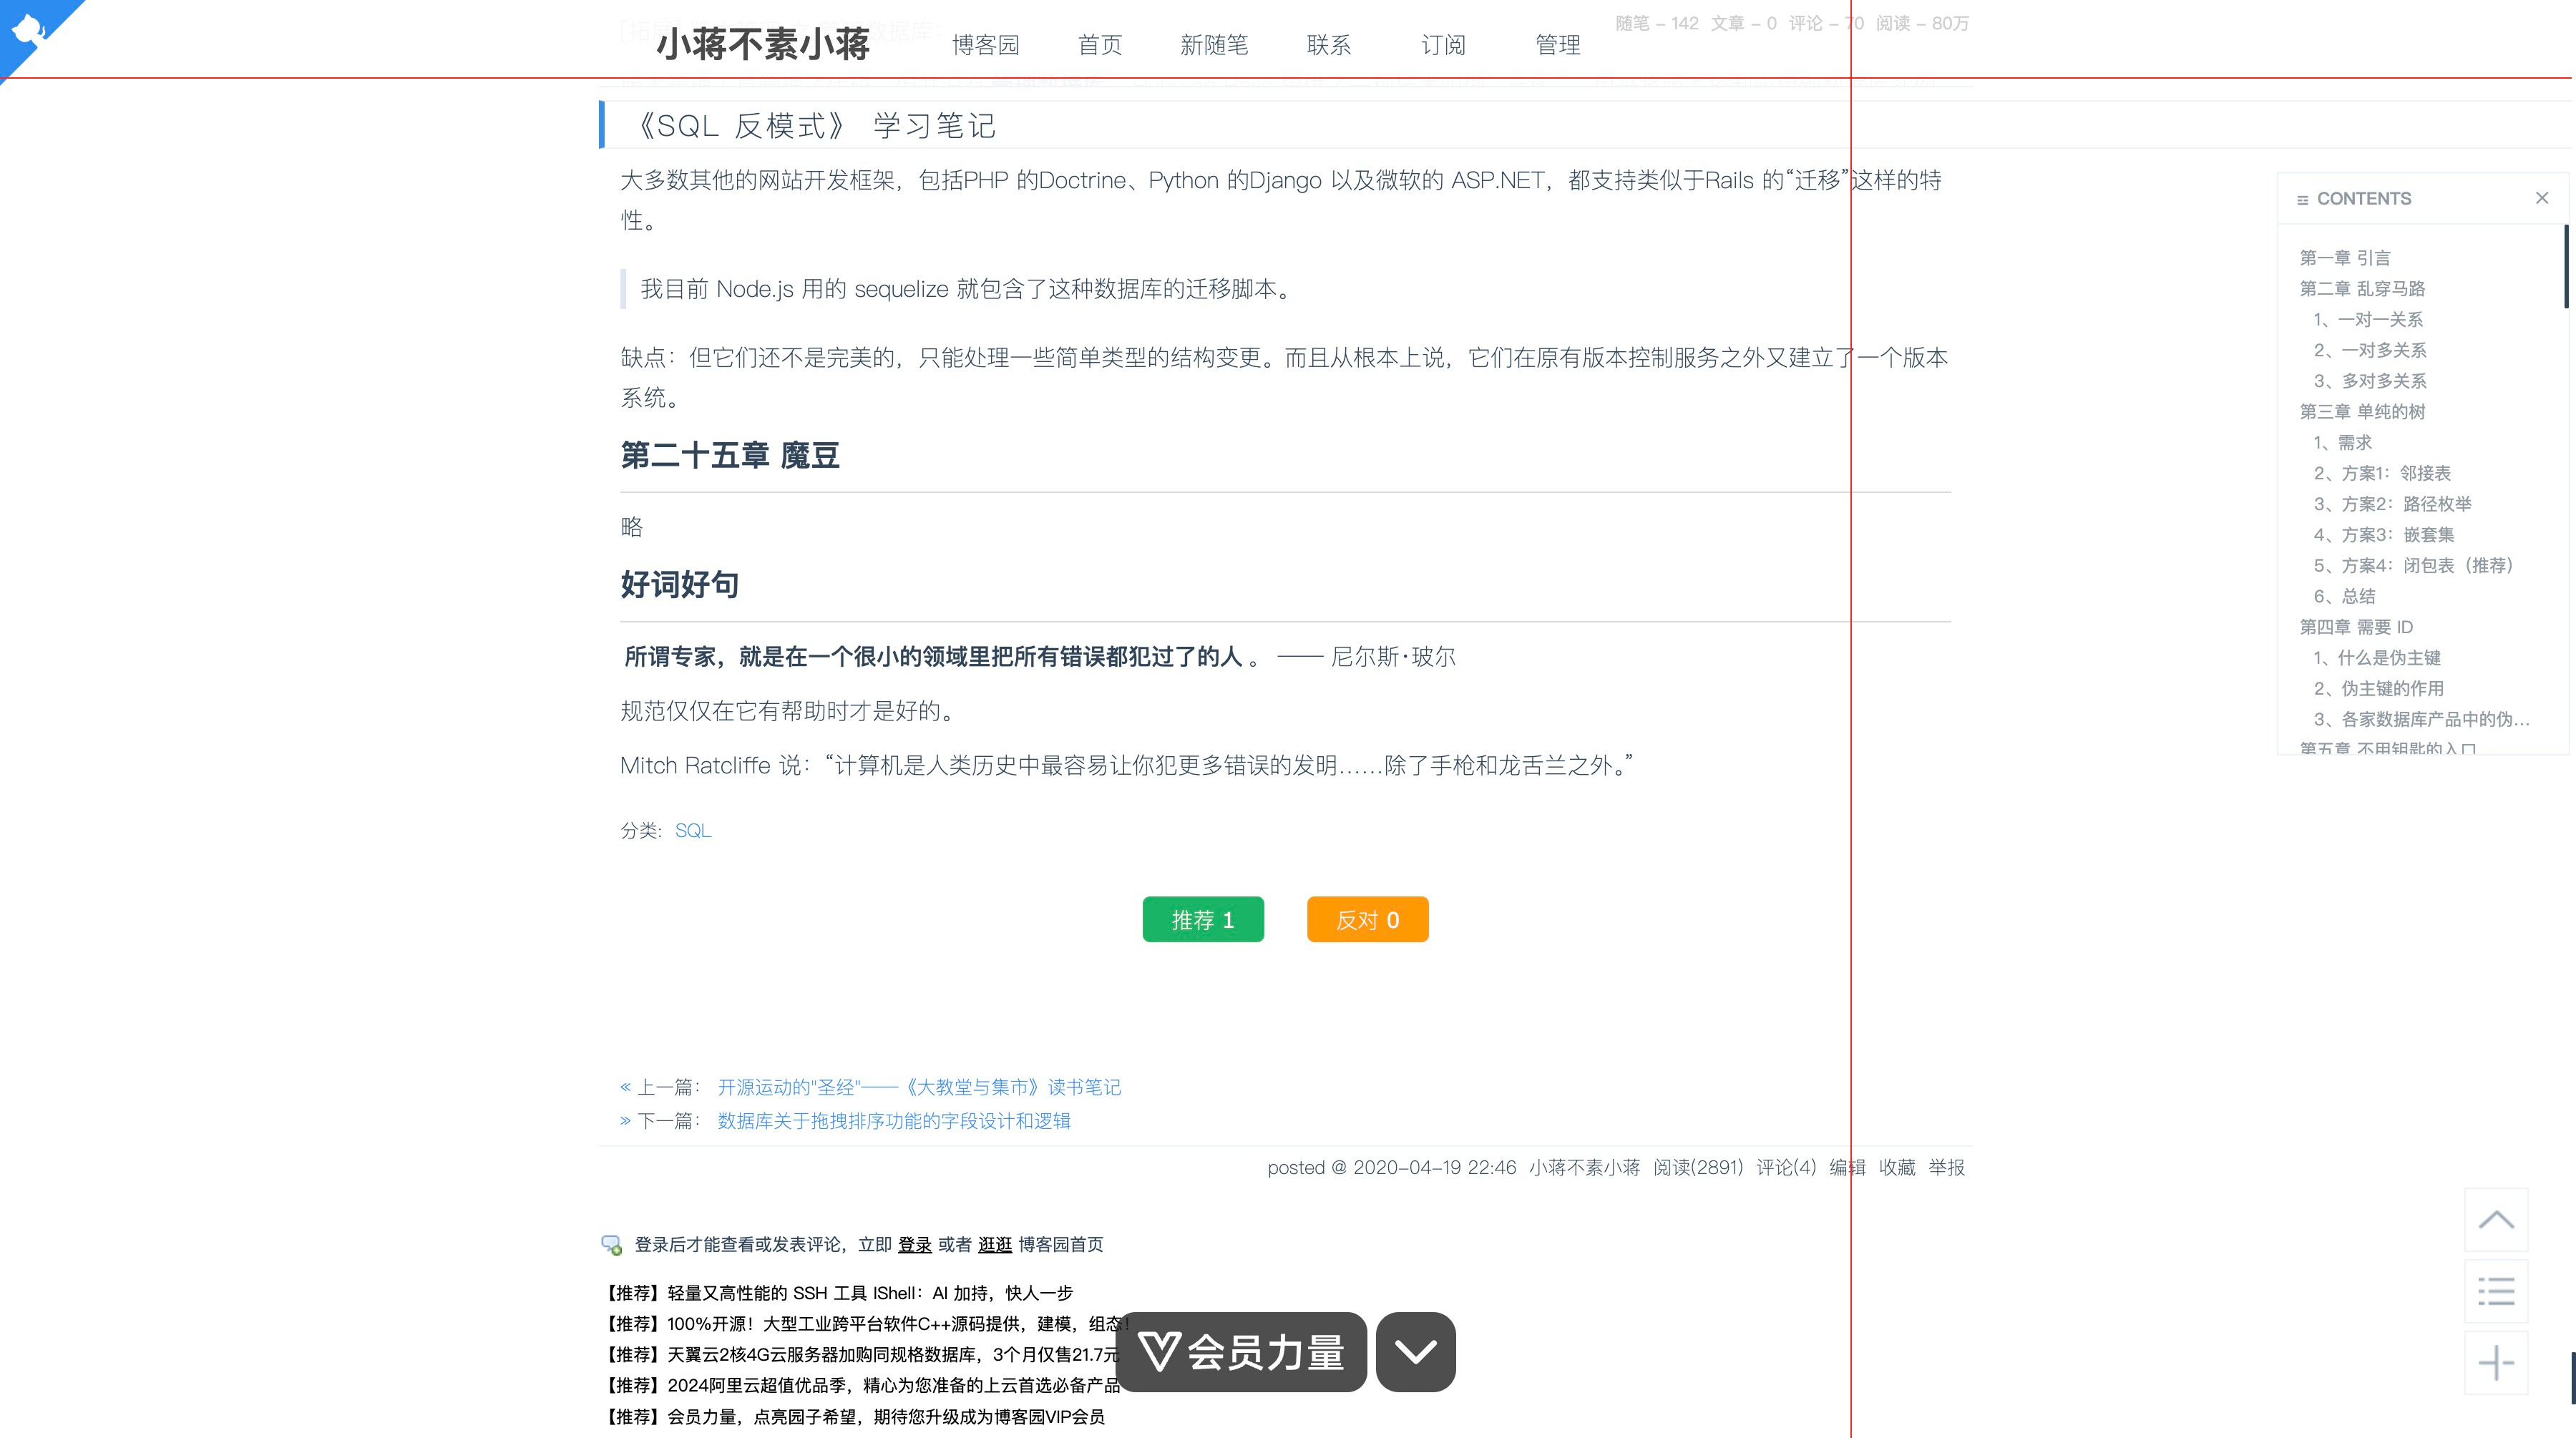 小蒋不素小蒋
博客园 首页 新随笔 联系 订阅 管理
随笔 - 142 文章 - 0 评论 - 70 阅读 - 80万
《SQL 反模式》 学习笔记
大多数其他的网站开发框架，包括PHP 的Doctrine、Python 的Django 以及微软的 ASP.NET，都支持类似于Rails 的“迁移”这样的特
性。
我目前 Node.js 用的 sequelize 就包含了这种数据库的迁移脚本。
缺点：但它们还不是完美的，只能处理一些简单类型的结构变更。而且从根本上说，它们在原有版本控制服务之外又建立了一个版本
系统。
第二十五章 魔豆
略
好词好句
所谓专家，就是在一个很小的领域里把所有错误都犯过了的人 。 —— 尼尔斯·玻尔
规范仅仅在它有帮助时才是好的。
Mitch Ratcliffe 说：“计算机是人类历史中最容易让你犯更多错误的发明……除了手枪和龙舌兰之外。”
分类: SQL
推荐 1
反对 0
« 上一篇： 开源运动的"圣经"——《大教堂与集市》读书笔记
» 下一篇： 数据库关于拖拽排序功能的字段设计和逻辑
posted @ 2020-04-19 22:46 小蒋不素小蒋 阅读(2891) 评论(4) 编辑 收藏 举报
登录后才能查看或发表评论，立即 登录 或者 逛逛 博客园首页
【推荐】轻量又高性能的 SSH 工具 IShell：AI 加持，快人一步
【推荐】100%开源！大型工业跨平台软件C++源码提供，建模，组态！
【推荐】天翼云2核4G云服务器加购同规格数据库，3个月仅售21.7元
【推荐】2024阿里云超值优品季，精心为您准备的上云首选必备产品
【推荐】会员力量，点亮园子希望，期待您升级成为博客园VIP会员
会员力量
CONTENTS
第一章 引言
第二章 乱穿马路
1、一对一关系
2、一对多关系
3、多对多关系
第三章 单纯的树
1、需求
2、方案1：邻接表
3、方案2：路径枚举
4、方案3：嵌套集
5、方案4：闭包表（推荐）
6、总结
第四章 需要 ID
1、什么是伪主键
2、伪主键的作用
3、各家数据库产品中的伪...
第五章 不用钥匙的入口